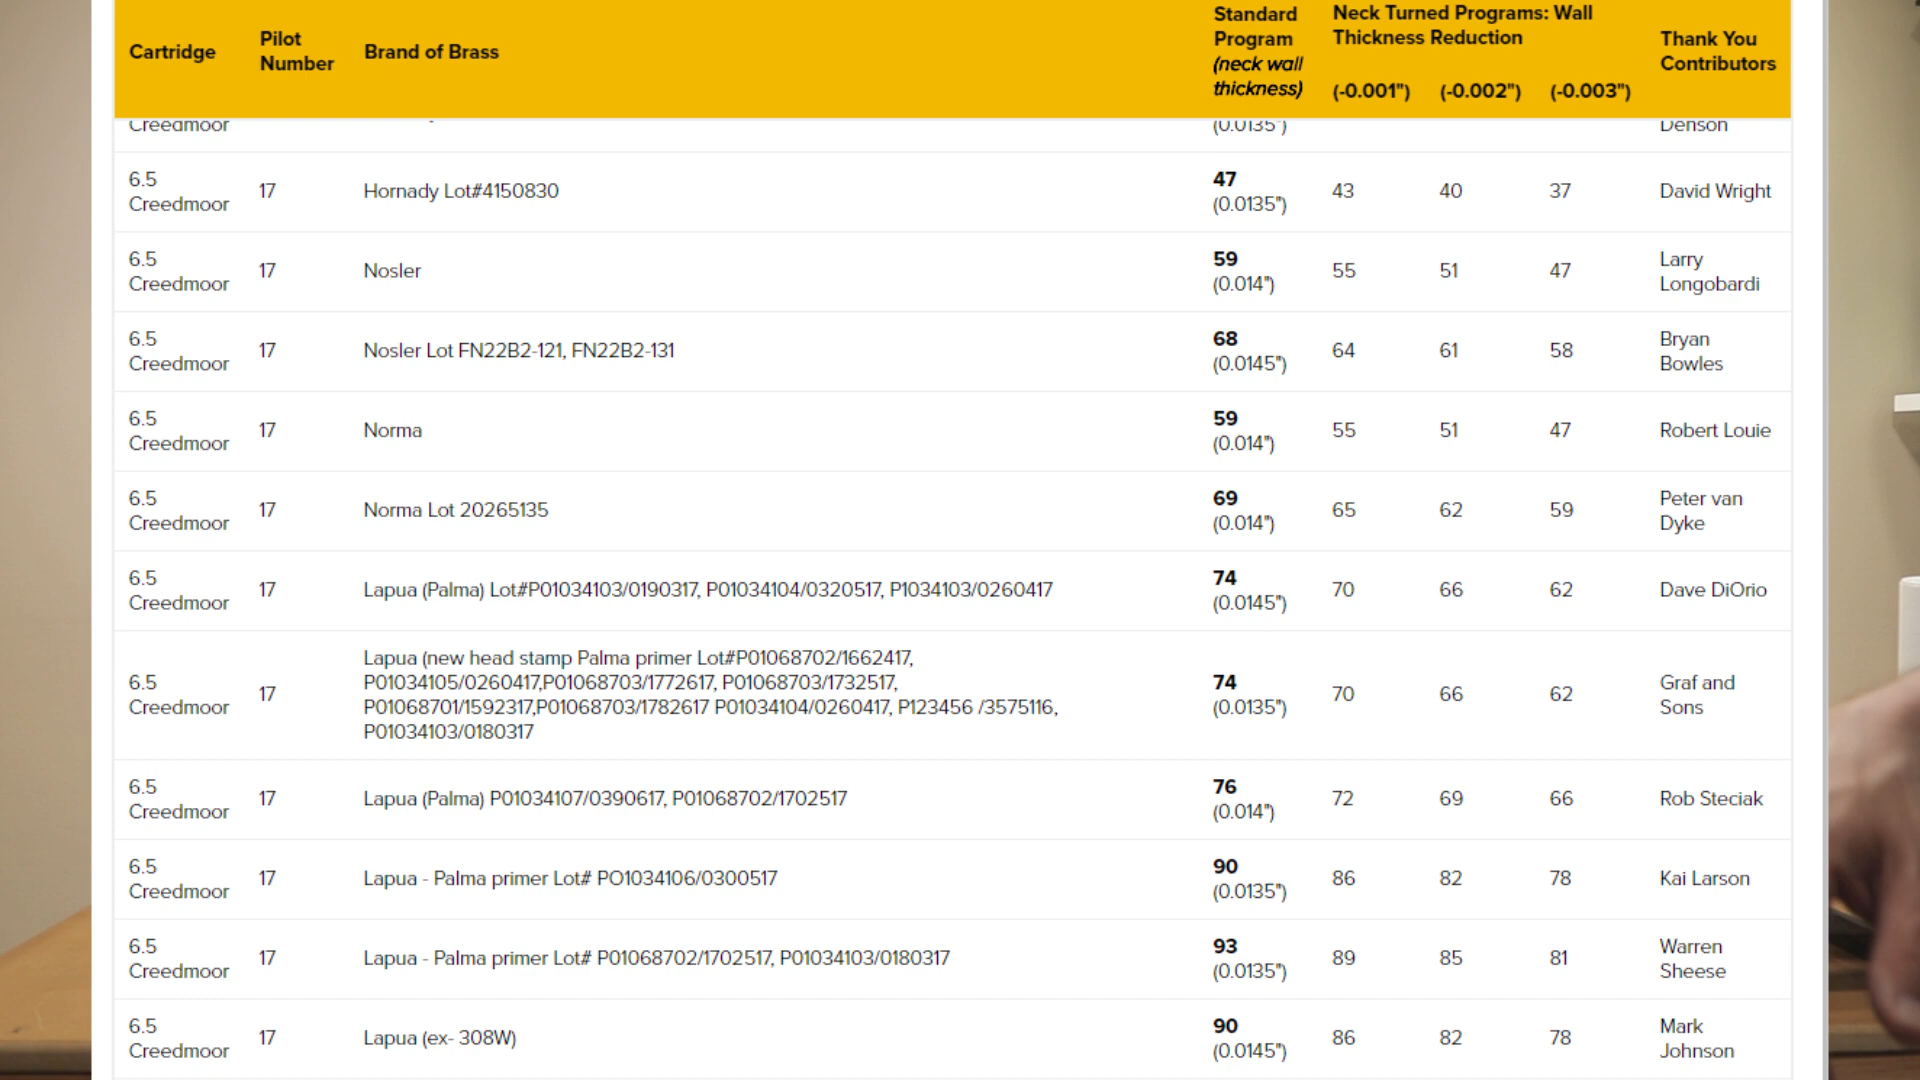 Cartridge
Pilot
Number
Brand of Brass
Standard
Program
(neck wall
thickness)
Neck Turned Programs: Wall
Thickness Reduction
(-0.001") (-0.002") (-0.003")
Thank You
Contributors
Creedmoor (0.0135") Denson
6.5
Creedmoor
17
Hornady Lot#4150830
47
(0.0135")
43 40 37
David Wright
6.5
Creedmoor
17
Nosler
59
(0.014")
55 51 47
Larry
Longobardi
6.5
Creedmoor
17
Nosler Lot FN22B2-121, FN22B2-131
68
(0.0145")
64 61 58
Bryan
Bowles
6.5
Creedmoor
17
Norma
59
(0.014")
55 51 47
Robert Louie
6.5
Creedmoor
17
Norma Lot 20265135
69
(0.014")
65 62 59
Peter van
Dyke
6.5
Creedmoor
17
Lapua (Palma) Lot#P01034103/0190317, P01034104/0320517, P1034103/0260417
74
(0.0145")
70 66 62
Dave DiOrio
6.5
Creedmoor
17
Lapua (new head stamp Palma primer Lot#P01068702/1662417,
P01034105/0260417,P01068703/1772617, P01068703/1732517,
P01068701/1592317,P01068703/1782617 P01034104/0260417, P123456 /3575116,
P01034103/0180317
74
(0.0135")
70 66 62
Graf and
Sons
6.5
Creedmoor
17
Lapua (Palma) P01034107/0390617, P01068702/1702517
76
(0.014")
72 69 66
Rob Steciak
6.5
Creedmoor
17
Lapua - Palma primer Lot# PO1034106/0300517
90
(0.0135")
86 82 78
Kai Larson
6.5
Creedmoor
17
Lapua - Palma primer Lot# P01068702/1702517, P01034103/0180317
93
(0.0135")
89 85 81
Warren
Sheese
6.5
Creedmoor
17
Lapua (ex- 308W)
90
(0.0145")
86 82 78
Mark
Johnson